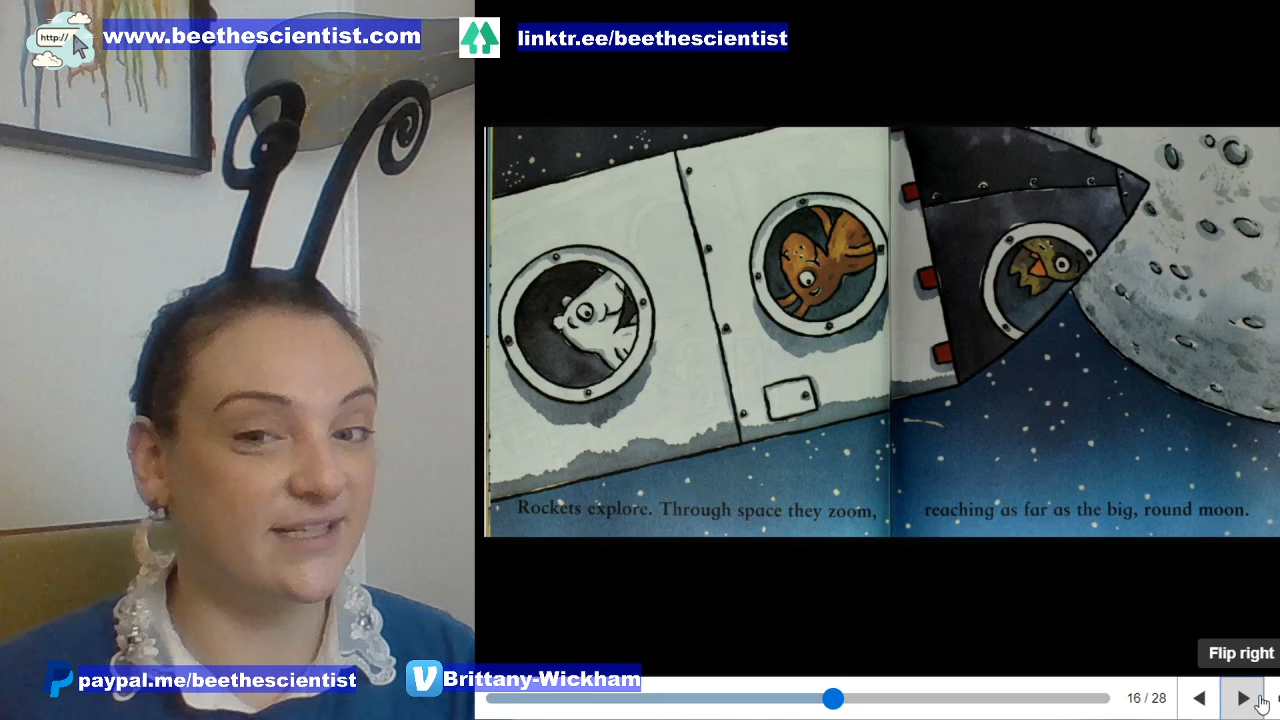 http://
www.beethescientist.com
linktr.ee/beethescientist
Rockets explore. Through space they zoom,
reaching as far as the big, round moon.
Flip right
paypal.me/beethescientist
Brittany-Wickham
16 / 28